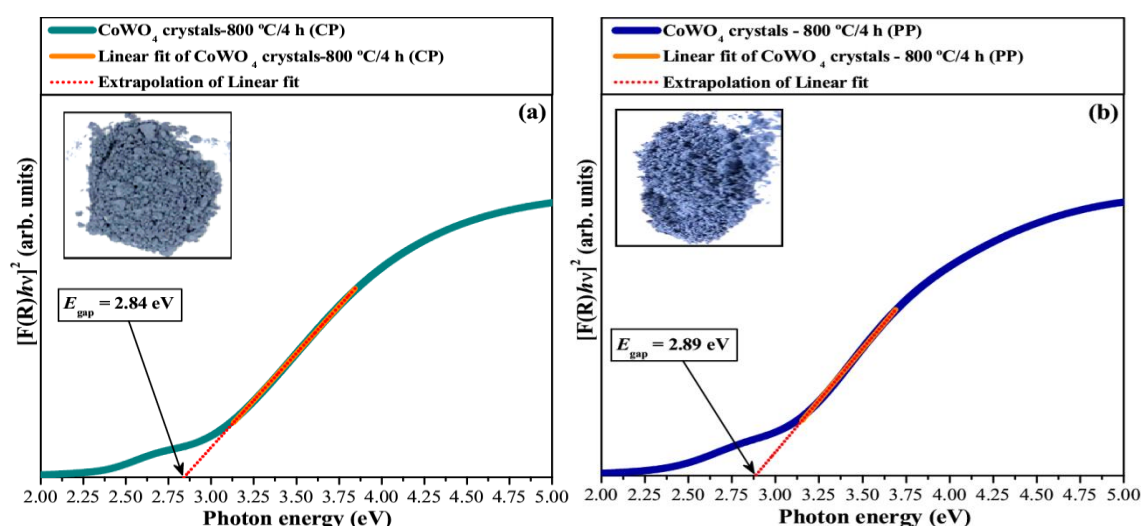 CoWO4 crystals-800 ºC/4 h (CP)
Linear fit of CoWO4 crystals-800 ºC/4 h (CP)
Extrapolation of Linear fit
(a)
[F(R)hν]² (arb. units)
Egap = 2.84 eV
2.00 2.25 2.50 2.75 3.00 3.25 3.50 3.75 4.00 4.25 4.50 4.75 5.00
Photon energy (eV)
CoWO4 crystals – 800 ºC/4 h (PP)
Linear fit of CoWO4 crystals – 800 ºC/4 h (PP)
Extrapolation of Linear fit
(b)
[F(R)hν]² (arb. units)
Egap = 2.89 eV
2.00 2.25 2.50 2.75 3.00 3.25 3.50 3.75 4.00 4.25 4.50 4.75 5.00
Photon energy (eV)